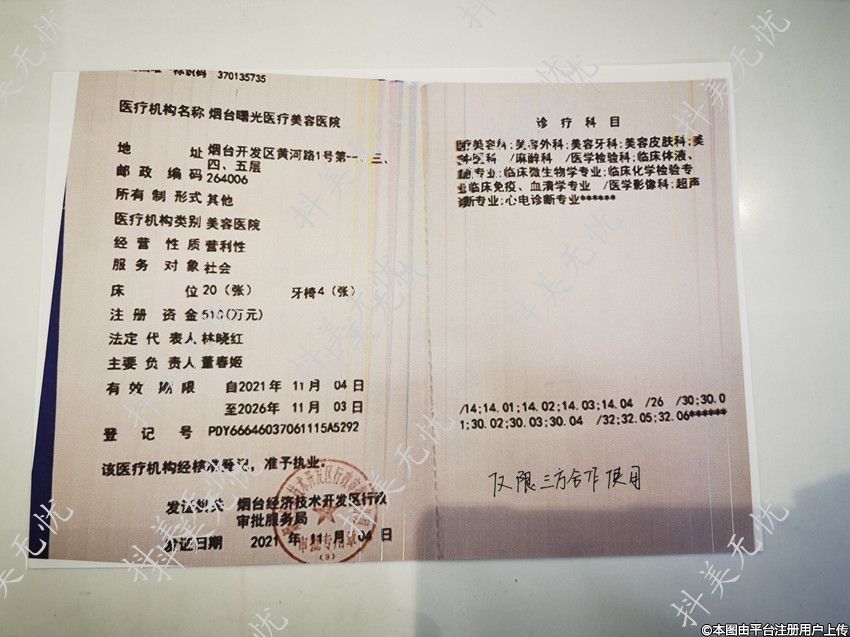 370135735
医疗机构名称 烟台曙光医疗美容医院
地 址 烟台开发区黄河路1号第一、三、
四、五层
邮政编码 264006
所有制形式 其他
医疗机构类别 美容医院
经营性质 营利性
服务对象 社会
床 位 20（张） 牙椅4（张）
注册资金 510(万元)
法定代表人 林晓红
主要负责人 董春姬
有效期限 自2021年 11月 04日
至2026年 11月 03日
登记号 PDY66646037061115A5292
该医疗机构经核准登记，准予执业。
发证机关 烟台经济技术开发区行政
审批服务局
发证日期 2021年 11月 04日
诊疗科目
医疗美容科;美容外科;美容牙科;美容皮肤科;美
容中医科 /麻醉科 /医学检验科;临床体液、
血液专业;临床微生物学专业;临床化学检验专
业;临床免疫、血清学专业 /医学影像科;超声
诊断专业;心电诊断专业******
/14;14.01;14.02;14.03;14.04 /26 /30;30.0
1;30.02;30.03;30.04 /32;32.05;32.06******
仅限三方合作使用
抖美无忧
©本图由平台注册用户上传